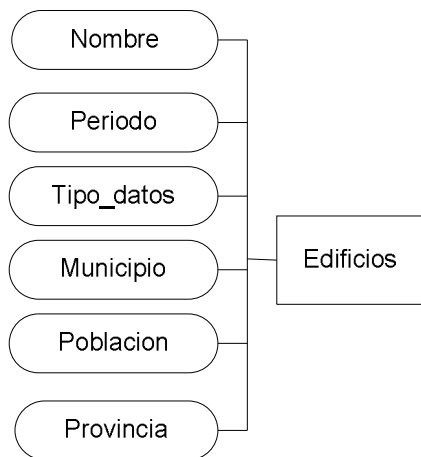 Nombre
Periodo
Tipo_datos
Municipio
Edificios
Poblacion
Provincia